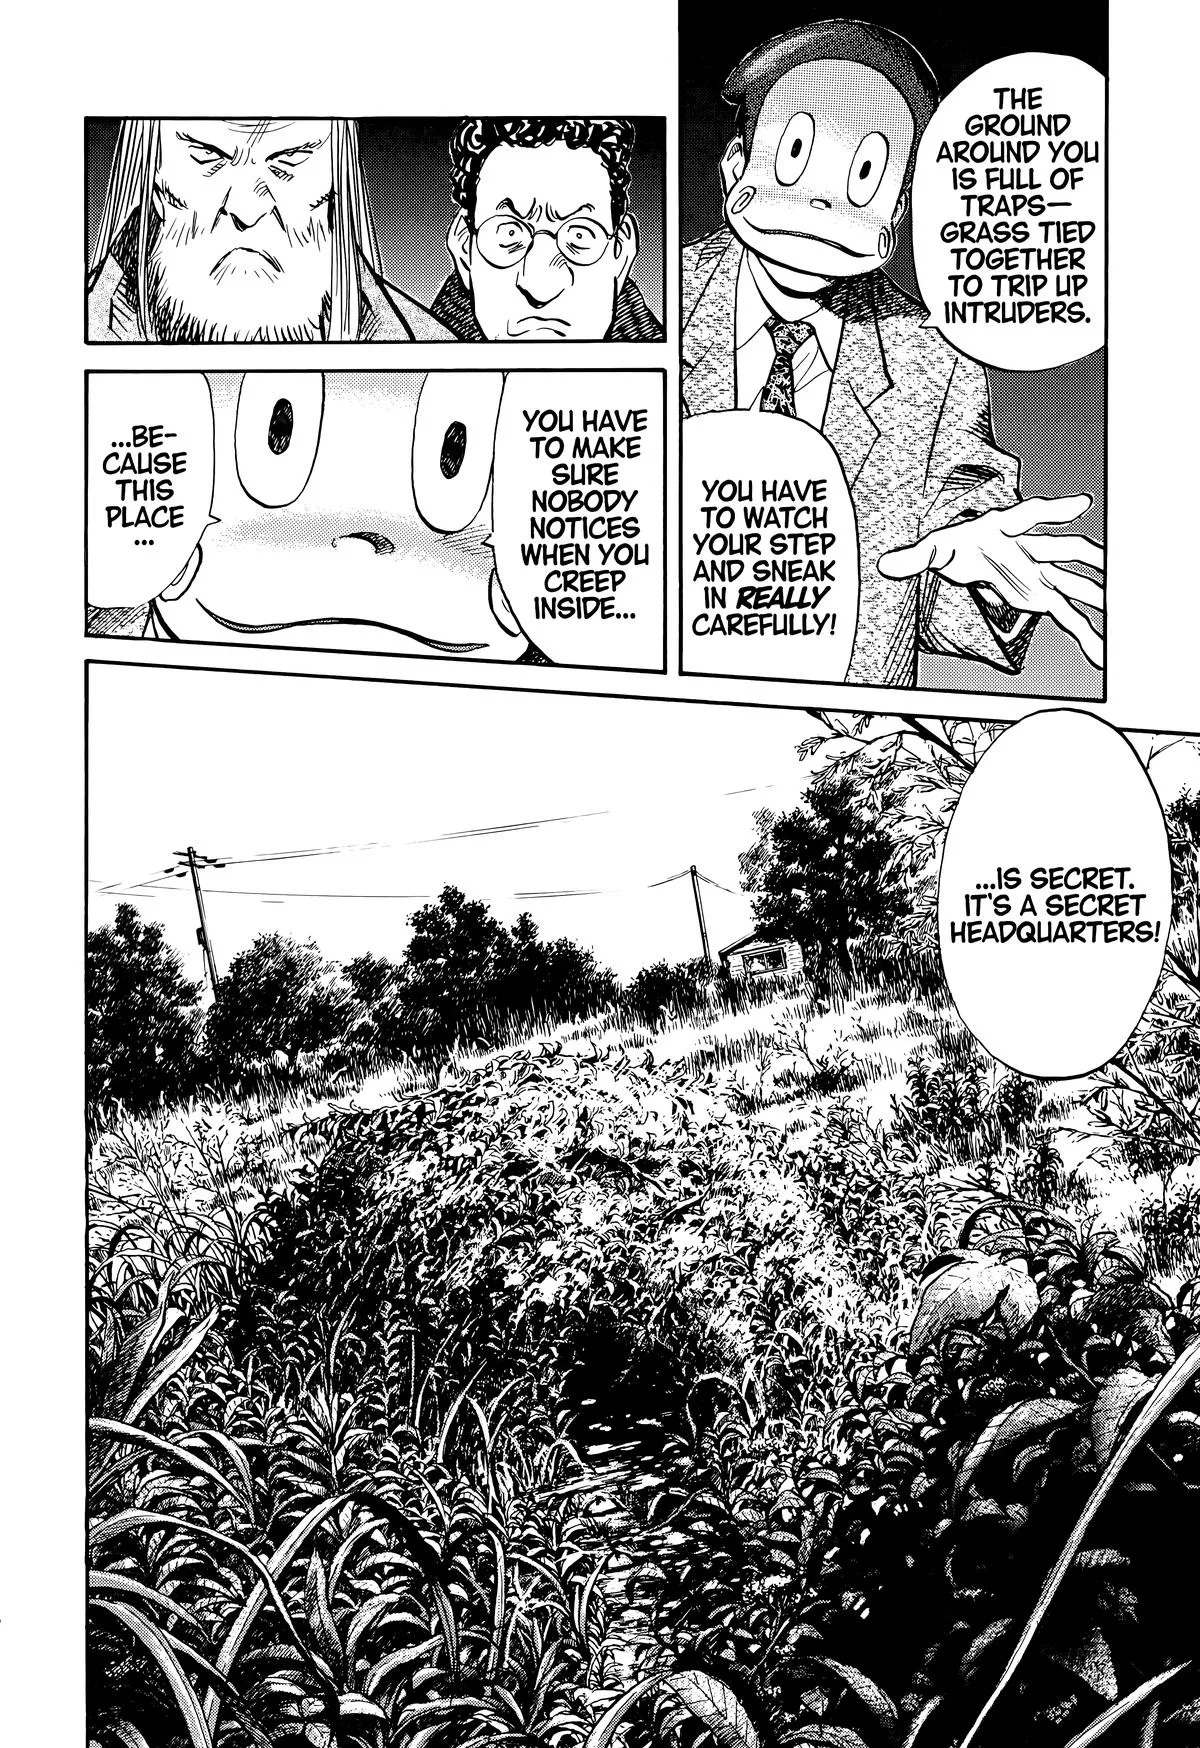 THE
GROUND
AROUND YOU
IS FULL OF
TRAPS—
GRASS TIED
TOGETHER
TO TRIP UP
INTRUDERS.
YOU HAVE
TO WATCH
YOUR STEP
AND SNEAK
IN REALLY
CAREFULLY!
YOU HAVE
TO MAKE
SURE
NOBODY
NOTICES
WHEN YOU
CREEP
INSIDE...
...BE-
CAUSE
THIS
PLACE
...
...IS SECRET.
IT'S A SECRET
HEADQUARTERS!